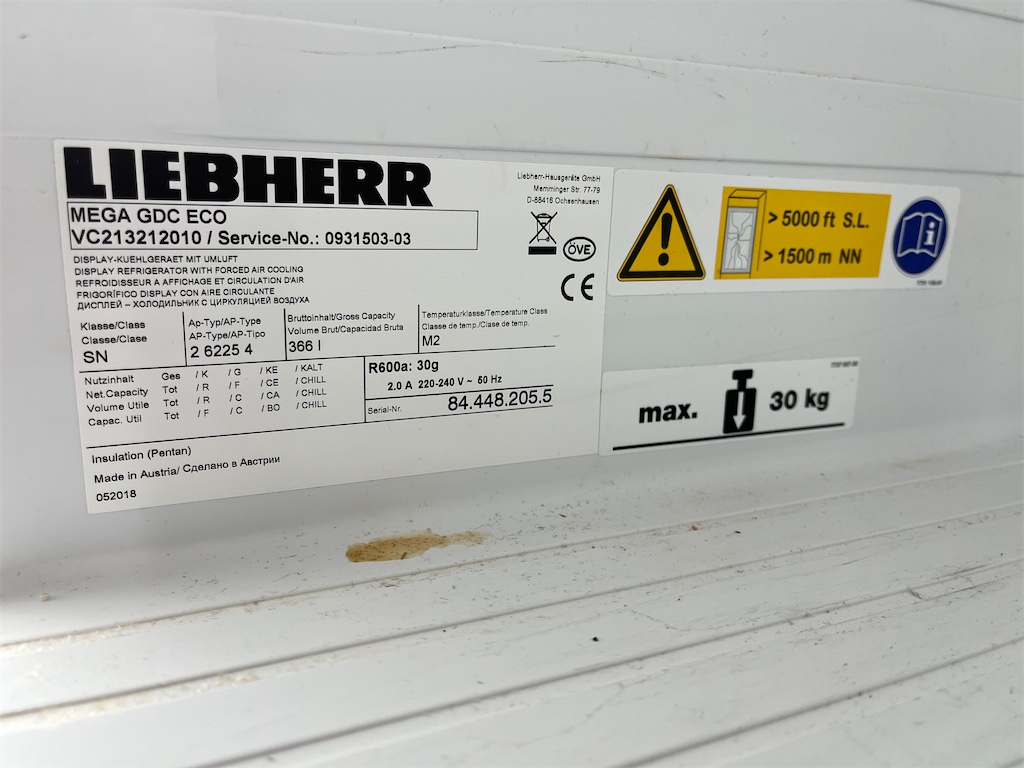 LIEBHERR
MEGA GDC ECO
VC213212010 / Service-No.: 0931503-03
Liebherr-Hausgeräte GmbH
Memminger Str. 77-79
D-88416 Ochsenhausen
ÖVE
CE
DISPLAY-KUEHLGERAET MIT UMLUFT
DISPLAY REFRIGERATOR WITH FORCED AIR COOLING
REFROIDISSEUR A AFFICHAGE ET CIRCULATION D'AIR
FRIGORÍFICO DISPLAY CON AIRE CIRCULANTE
ДИСПЛЕЙ – ХОЛОДИЛЬНИК С ЦИРКУЛЯЦИЕЙ ВОЗДУХА
Klasse/Class
Classe/Clase
SN
Ap-Typ/AP-Type
AP-Type/AP-Tipo
2 6225 4
Bruttoinhalt/Gross Capacity
Volume Brut/Capacidad Bruta
366 l
Temperaturklasse/Temperature Class
Classe de temp./Clase de temp.
M2
Nutzinhalt Ges / K / G / KE / KALT
Net.Capacity Tot / R / F / CE / CHILL
Volume Utile Tot / R / C / CA / CHILL
Capac. Util Tot / F / C / BO / CHILL
R600a: 30g
2.0 A 220-240 V ~ 50 Hz
Serial-Nr. 84.448.205.5
Insulation (Pentan)
Made in Austria/ Сделано в Австрии
052018
> 5000 ft S.L.
> 1500 m NN
max. 30 kg